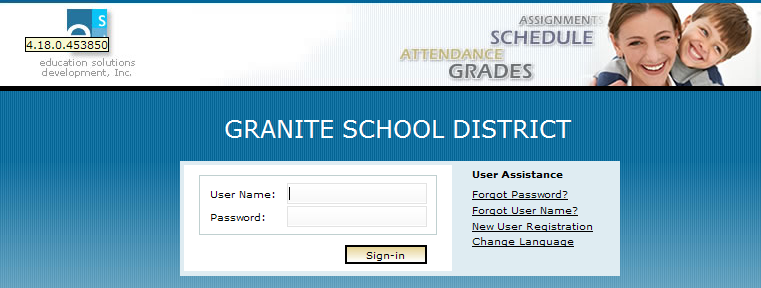 s
4.18.0.453850
education solutions
development, Inc.
ASSIGNMENTS
SCHEDULE
ATTENDANCE
GRADES
GRANITE SCHOOL DISTRICT
User Name:
Password:
Sign-in
User Assistance
Forgot Password?
Forgot User Name?
New User Registration
Change Language